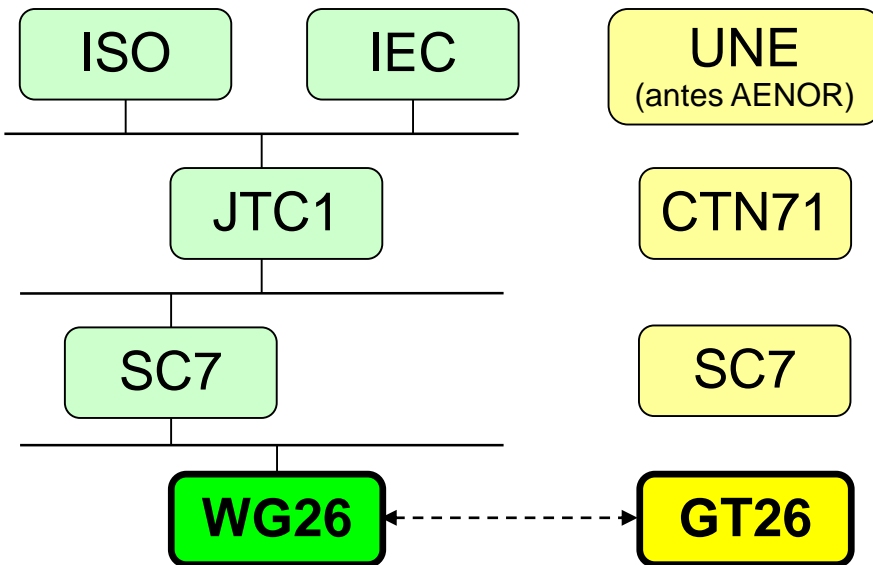 ISO
IEC
UNE
(antes AENOR)
JTC1
CTN71
SC7
SC7
WG26
GT26